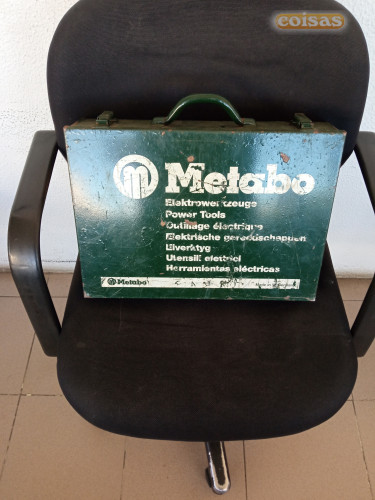 coisas
Metabo
Elektrowerkzeuge
Power Tools
Outillage électrique
Elektrische gereedschappen
Elverktyg
Utensili elettrici
Herramientas eléctricas
Metabo